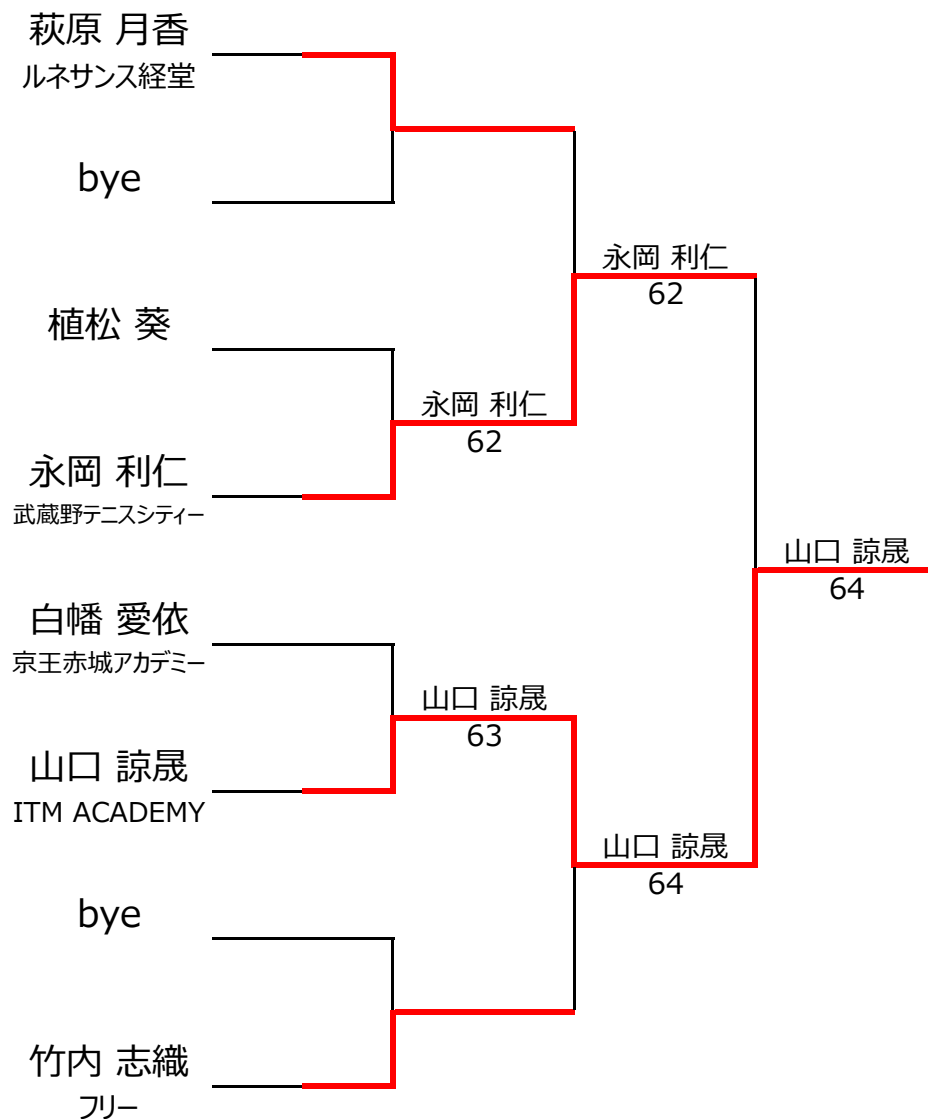 萩原 月香
ルネサンス経堂
bye
植松 葵
永岡 利仁
武蔵野テニスシティー
白幡 愛依
京王赤城アカデミー
山口 諒晟
ITM ACADEMY
bye
竹内 志織
フリー
永岡 利仁
62
山口 諒晟
63
永岡 利仁
62
山口 諒晟
64
山口 諒晟
64